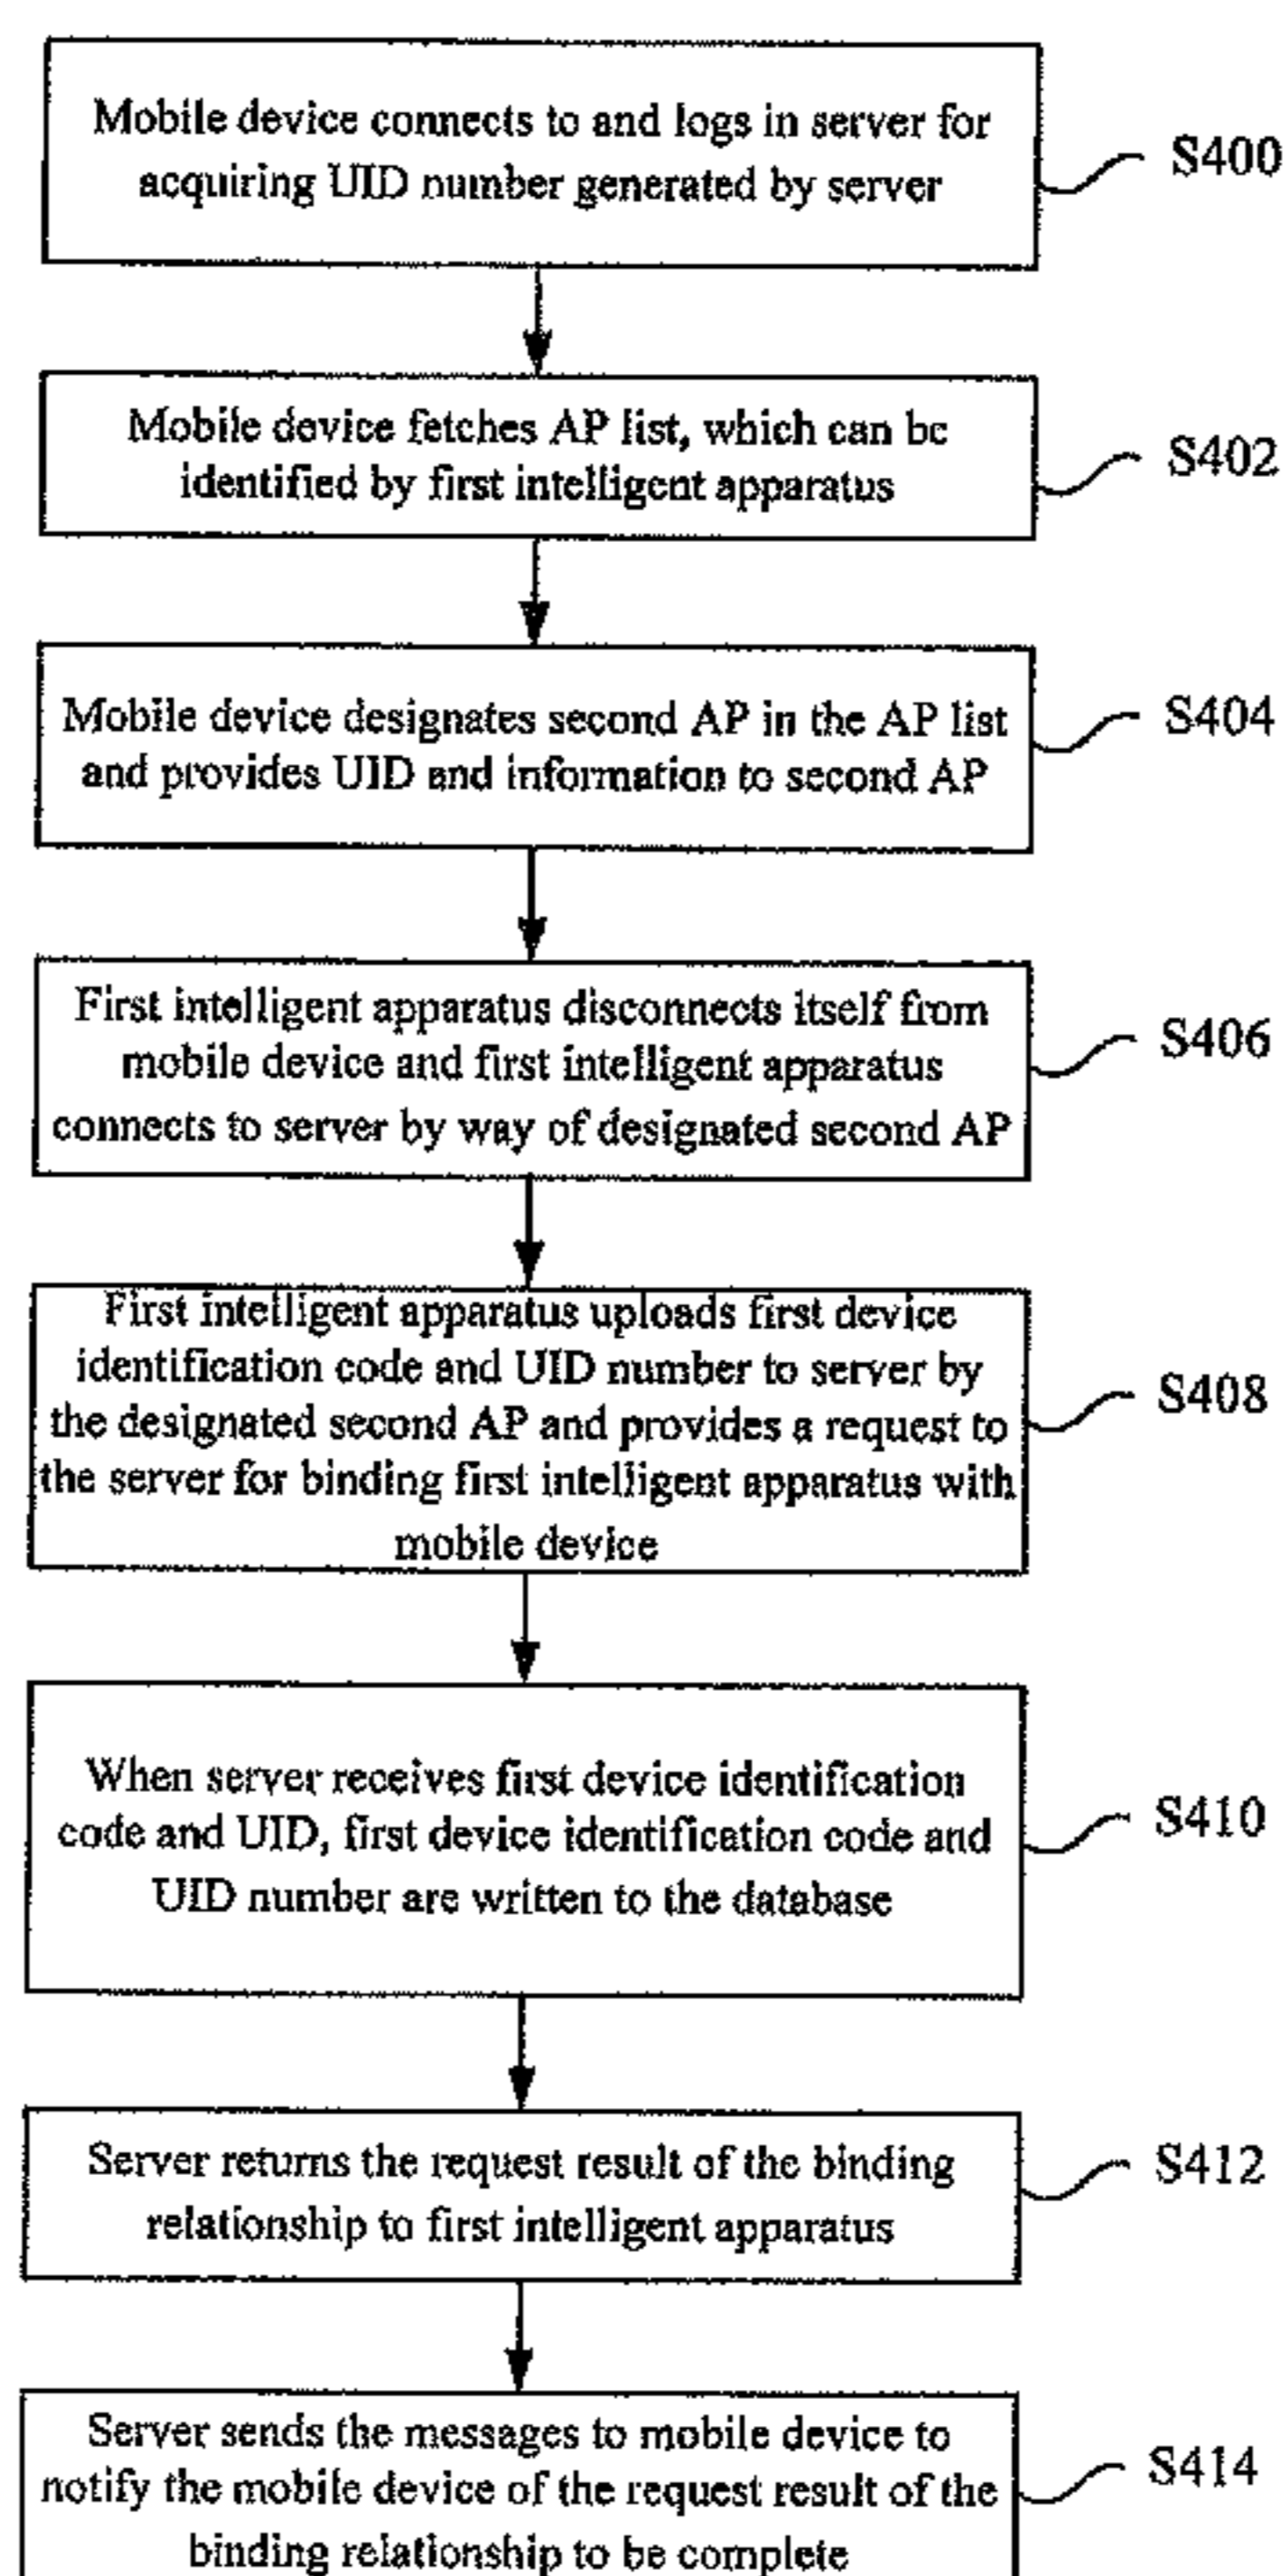 Mobile device connects to and logs in server for
acquiring UID number generated by server
S400
Mobile device fetches AP list, which can be
identified by first intelligent apparatus
S402
Mobile device designates second AP in the AP list
and provides UID and information to second AP
S404
First intelligent apparatus disconnects itself from
mobile device and first intelligent apparatus
connects to server by way of designated second AP
S406
First intelligent apparatus uploads first device
identification code and UID number to server by
the designated second AP and provides a request to
the server for binding first intelligent apparatus with
mobile device
S408
When server receives first device identification
code and UID, first device identification code and
UID number are written to the database
S410
Server returns the request result of the binding
relationship to first intelligent apparatus
S412
Server sends the messages to mobile device to
notify the mobile device of the request result of the
binding relationship to be complete
S414